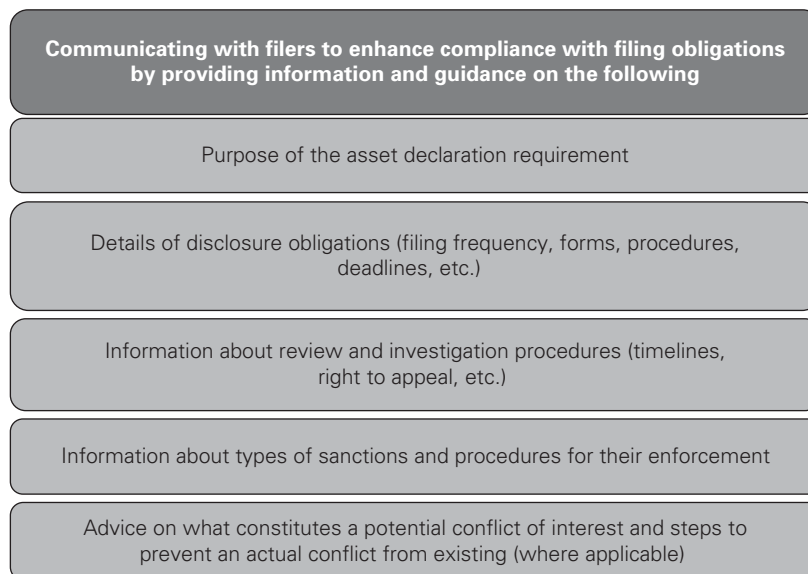 Communicating with filers to enhance compliance with filing obligations
by providing information and guidance on the following
Purpose of the asset declaration requirement
Details of disclosure obligations (filing frequency, forms, procedures,
deadlines, etc.)
Information about review and investigation procedures (timelines,
right to appeal, etc.)
Information about types of sanctions and procedures for their enforcement
Advice on what constitutes a potential conflict of interest and steps to
prevent an actual conflict from existing (where applicable)